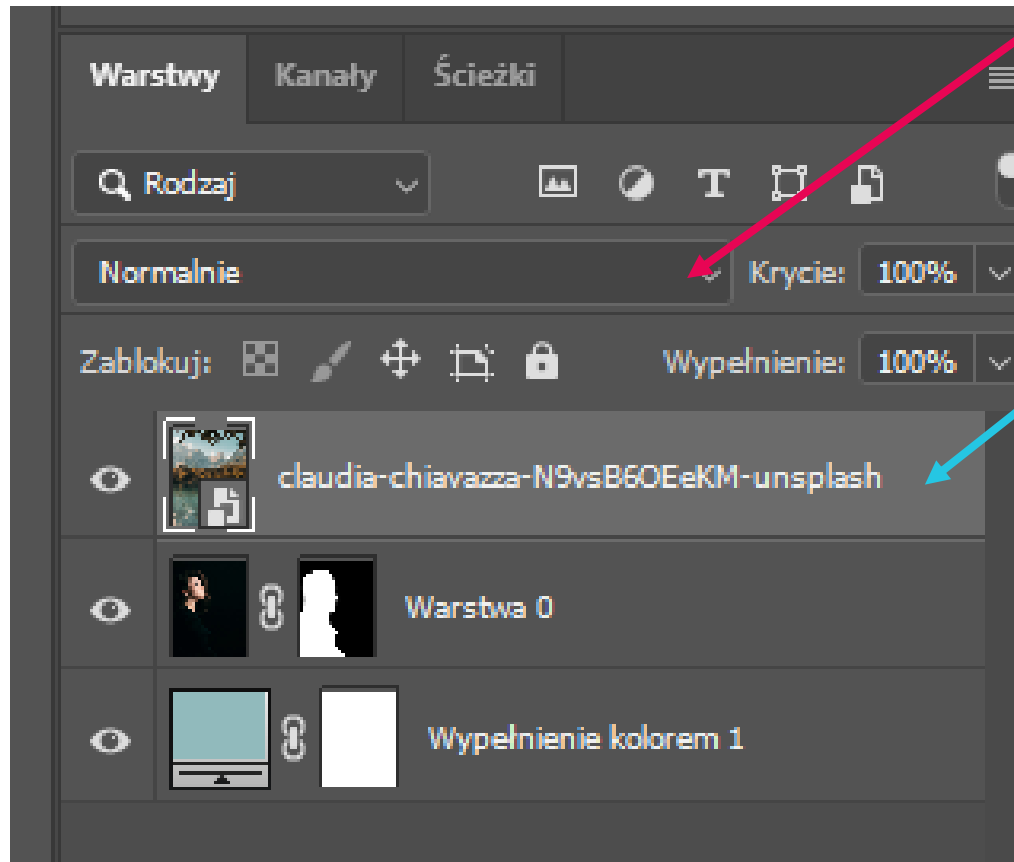 Warstwy Kanały Ścieżki
Rodzaj
Normalnie Krycie: 100%
Zablokuj: Wypełnienie: 100%
claudia-chiavazza-N9vsB6OEeKM-unsplash
Warstwa 0
Wypełnienie kolorem 1